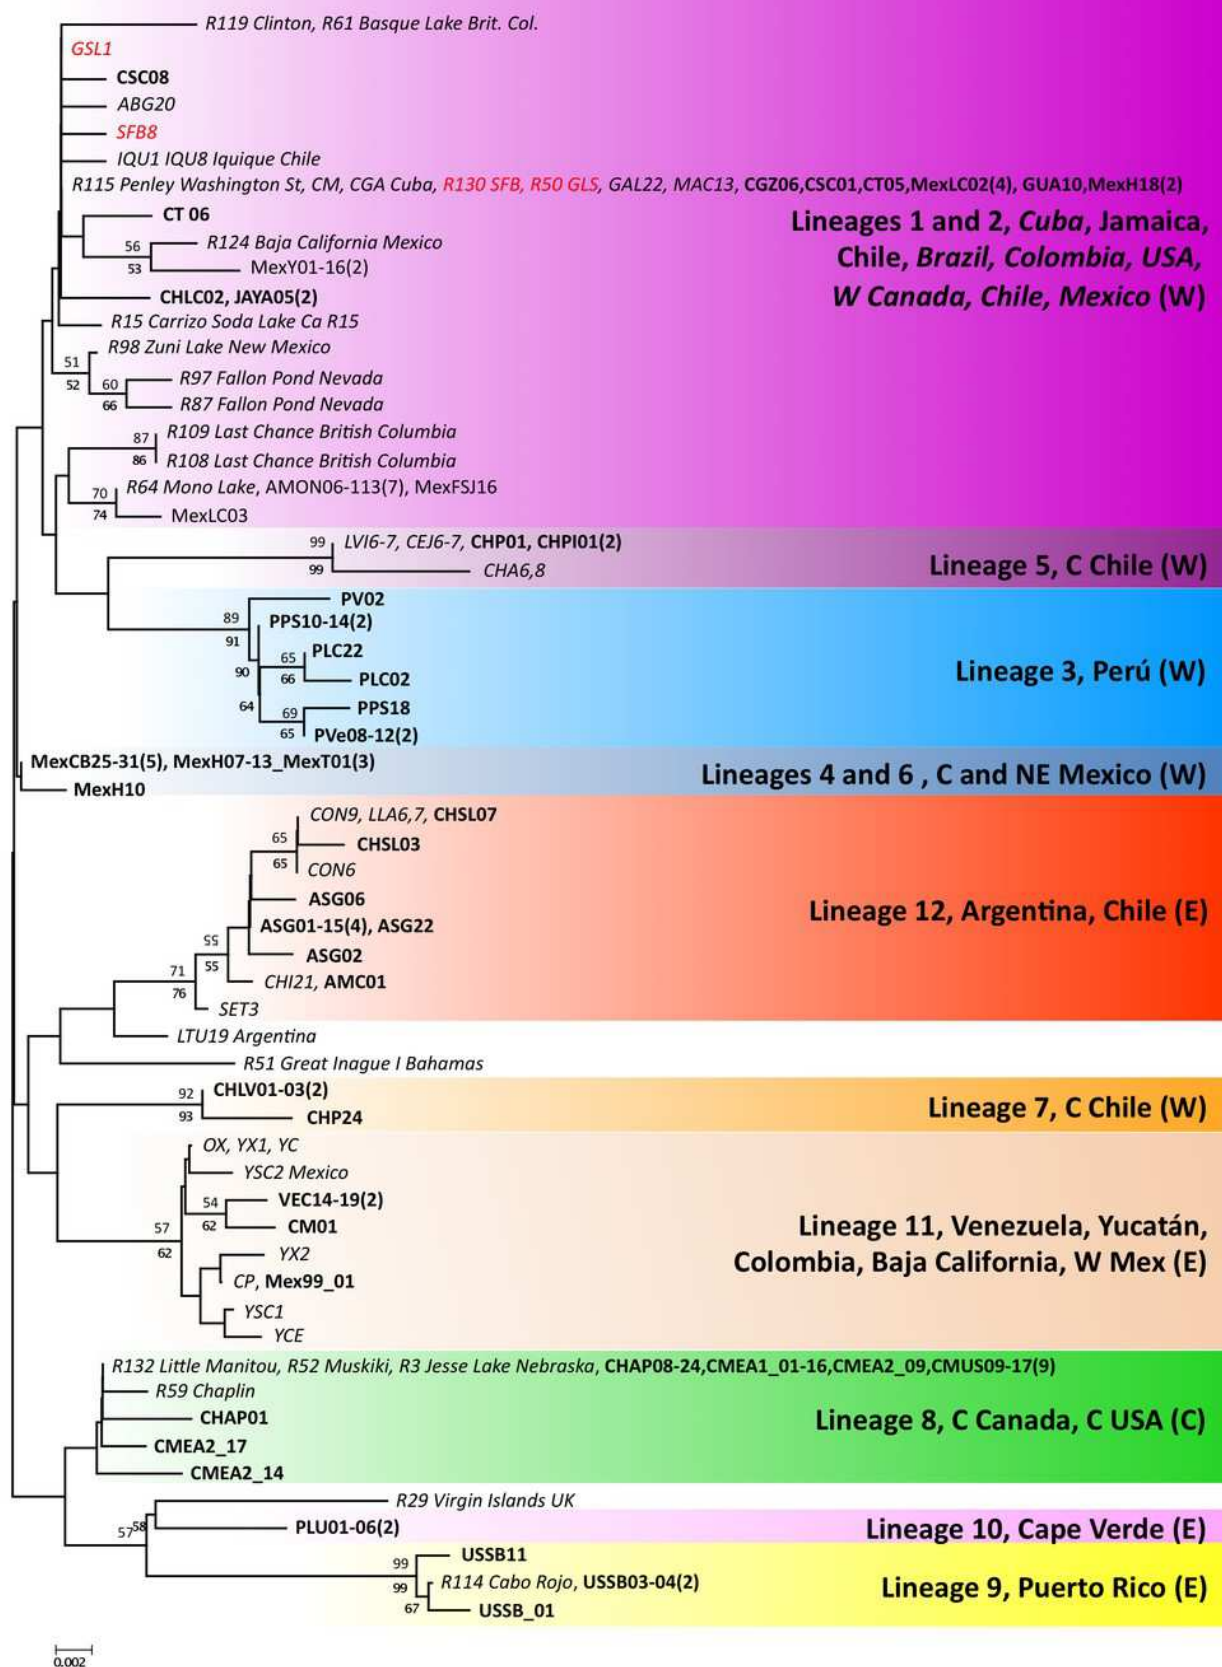 R119 Clinton, R61 Basque Lake Brit. Col.
GSL1
CSC08
ABG20
SFB8
IQU1 IQU8 Iquique Chile
R115 Penley Washington St, CM, CGA Cuba, R130 SFB, R50 GLS, GAL22, MAC13, CGZ06,CSC01,CT05,MexLC02(4), GUA10,MexH18(2)
CT 06
Lineages 1 and 2, Cuba, Jamaica,
Chile, Brazil, Colombia, USA,
W Canada, Chile, Mexico (W)
56
53
R124 Baja California Mexico
MexY01-16(2)
CHLC02, JAYA05(2)
R15 Carrizo Soda Lake Ca R15
R98 Zuni Lake New Mexico
51
52
60
66
R97 Fallon Pond Nevada
R87 Fallon Pond Nevada
87
86
R109 Last Chance British Columbia
R108 Last Chance British Columbia
70
74
R64 Mono Lake, AMON06-113(7), MexFSJ16
MexLC03
99
99
LVI6-7, CEJ6-7, CHP01, CHPI01(2)
CHA6,8
Lineage 5, C Chile (W)
89
91
PV02
PPS10-14(2)
90
65
66
PLC22
PLC02
64
69
65
PPS18
PVe08-12(2)
Lineage 3, Perú (W)
MexCB25-31(5), MexH07-13_MexT01(3)
MexH10
Lineages 4 and 6 , C and NE Mexico (W)
CON9, LLA6,7, CHSL07
65
65
CHSL03
CON6
ASG06
ASG01-15(4), ASG22
55
55
ASG02
71
76
CHI21, AMC01
SET3
Lineage 12, Argentina, Chile (E)
LTU19 Argentina
R51 Great Inague I Bahamas
92
93
CHLV01-03(2)
CHP24
Lineage 7, C Chile (W)
OX, YX1, YC
YSC2 Mexico
54
62
VEC14-19(2)
CM01
57
62
YX2
CP, Mex99_01
YSC1
YCE
Lineage 11, Venezuela, Yucatán,
Colombia, Baja California, W Mex (E)
R132 Little Manitou, R52 Muskiki, R3 Jesse Lake Nebraska, CHAP08-24,CMEA1_01-16,CMEA2_09,CMUS09-17(9)
R59 Chaplin
CHAP01
CMEA2_17
CMEA2_14
Lineage 8, C Canada, C USA (C)
R29 Virgin Islands UK
57
58
PLU01-06(2)
Lineage 10, Cape Verde (E)
99
99
USSB11
R114 Cabo Rojo, USSB03-04(2)
67
USSB_01
Lineage 9, Puerto Rico (E)
0.002